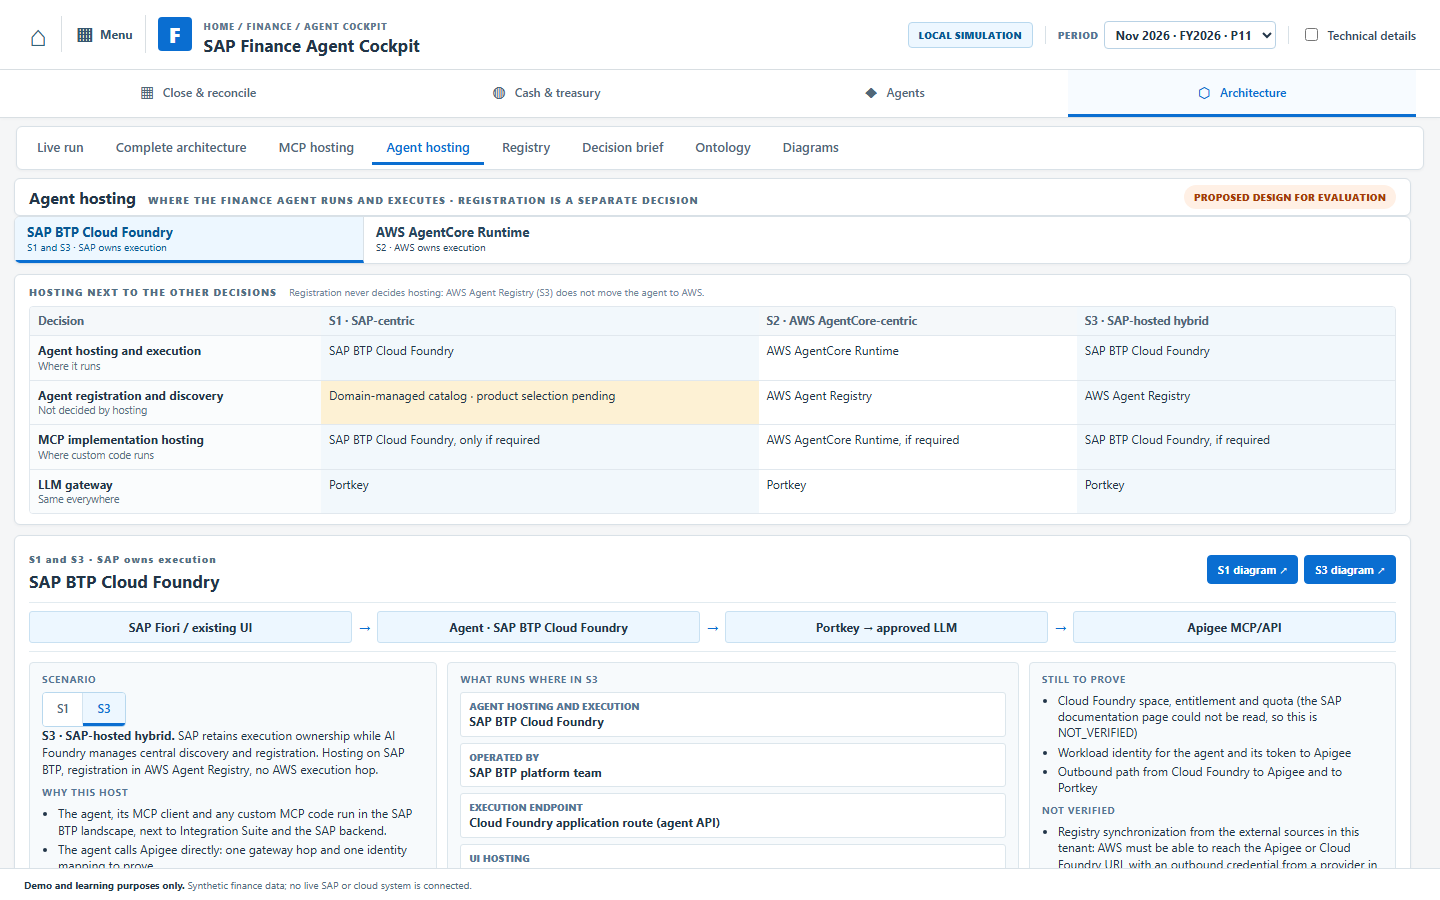 HOME / FINANCE / AGENT COCKPIT
Menu
F
SAP Finance Agent Cockpit
LOCAL SIMULATION
PERIOD
Nov 2026 · FY2026 · P11
Technical details
Close & reconcile
Cash & treasury
Agents
Architecture
Live run
Complete architecture
MCP hosting
Agent hosting
Registry
Decision brief
Ontology
Diagrams
Agent hosting WHERE THE FINANCE AGENT RUNS AND EXECUTES · REGISTRATION IS A SEPARATE DECISION
PROPOSED DESIGN FOR EVALUATION
SAP BTP Cloud Foundry
S1 and S3 · SAP owns execution
AWS AgentCore Runtime
S2 · AWS owns execution
HOSTING NEXT TO THE OTHER DECISIONS Registration never decides hosting: AWS Agent Registry (S3) does not move the agent to AWS.
Decision S1 · SAP-centric S2 · AWS AgentCore-centric S3 · SAP-hosted hybrid
Agent hosting and execution SAP BTP Cloud Foundry AWS AgentCore Runtime SAP BTP Cloud Foundry
Where it runs
Agent registration and discovery Domain-managed catalog · product selection pending AWS Agent Registry AWS Agent Registry
Not decided by hosting
MCP implementation hosting SAP BTP Cloud Foundry, only if required AWS AgentCore Runtime, if required SAP BTP Cloud Foundry, if required
Where custom code runs
LLM gateway Portkey Portkey Portkey
Same everywhere
S1 and S3 · SAP owns execution
SAP BTP Cloud Foundry
S1 diagram ↗
S3 diagram ↗
SAP Fiori / existing UI → Agent · SAP BTP Cloud Foundry → Portkey → approved LLM → Apigee MCP/API
SCENARIO
S1 S3
S3 · SAP-hosted hybrid. SAP retains execution ownership while AI
Foundry manages central discovery and registration. Hosting on SAP
BTP, registration in AWS Agent Registry, no AWS execution hop.
WHY THIS HOST
• The agent, its MCP client and any custom MCP code run in the SAP
BTP landscape, next to Integration Suite and the SAP backend.
• The agent calls Apigee directly: one gateway hop and one identity
mapping to prove.
WHAT RUNS WHERE IN S3
AGENT HOSTING AND EXECUTION
SAP BTP Cloud Foundry
OPERATED BY
SAP BTP platform team
EXECUTION ENDPOINT
Cloud Foundry application route (agent API)
UI HOSTING
STILL TO PROVE
• Cloud Foundry space, entitlement and quota (the SAP
documentation page could not be read, so this is
NOT_VERIFIED)
• Workload identity for the agent and its token to Apigee
• Outbound path from Cloud Foundry to Apigee and to
Portkey
NOT VERIFIED
• Registry synchronization from the external sources in this
tenant: AWS must be able to reach the Apigee or Cloud
Foundry URL with an outbound credential from a provider in
Demo and learning purposes only. Synthetic finance data; no live SAP or cloud system is connected.